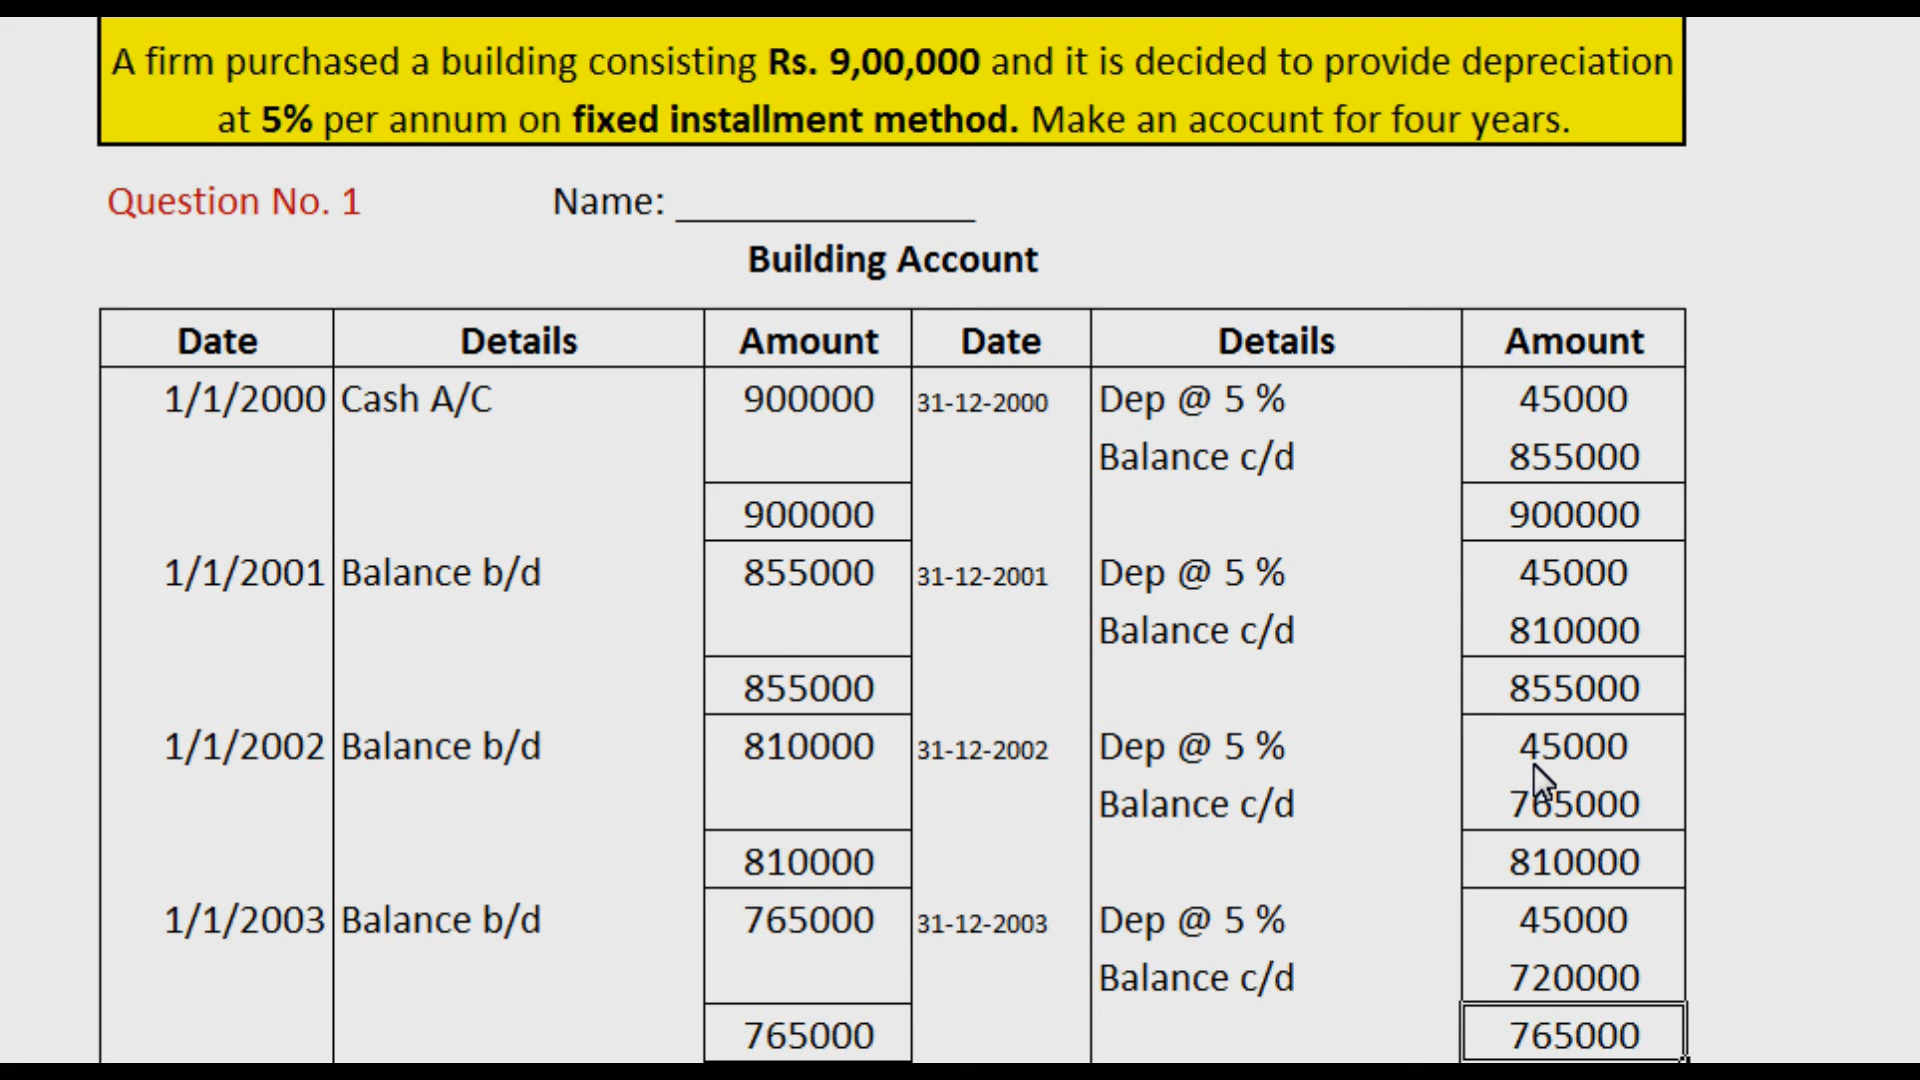 A firm purchased a building consisting Rs. 9,00,000 and it is decided to provide depreciation
at 5% per annum on fixed installment method. Make an acocunt for four years.
Question No. 1 Name: ______________
Building Account
Date Details Amount Date Details Amount
1/1/2000 Cash A/C 900000 31-12-2000 Dep @ 5 % 45000
Balance c/d 855000
900000 900000
1/1/2001 Balance b/d 855000 31-12-2001 Dep @ 5 % 45000
Balance c/d 810000
855000 855000
1/1/2002 Balance b/d 810000 31-12-2002 Dep @ 5 % 45000
Balance c/d 765000
810000 810000
1/1/2003 Balance b/d 765000 31-12-2003 Dep @ 5 % 45000
Balance c/d 720000
765000 765000